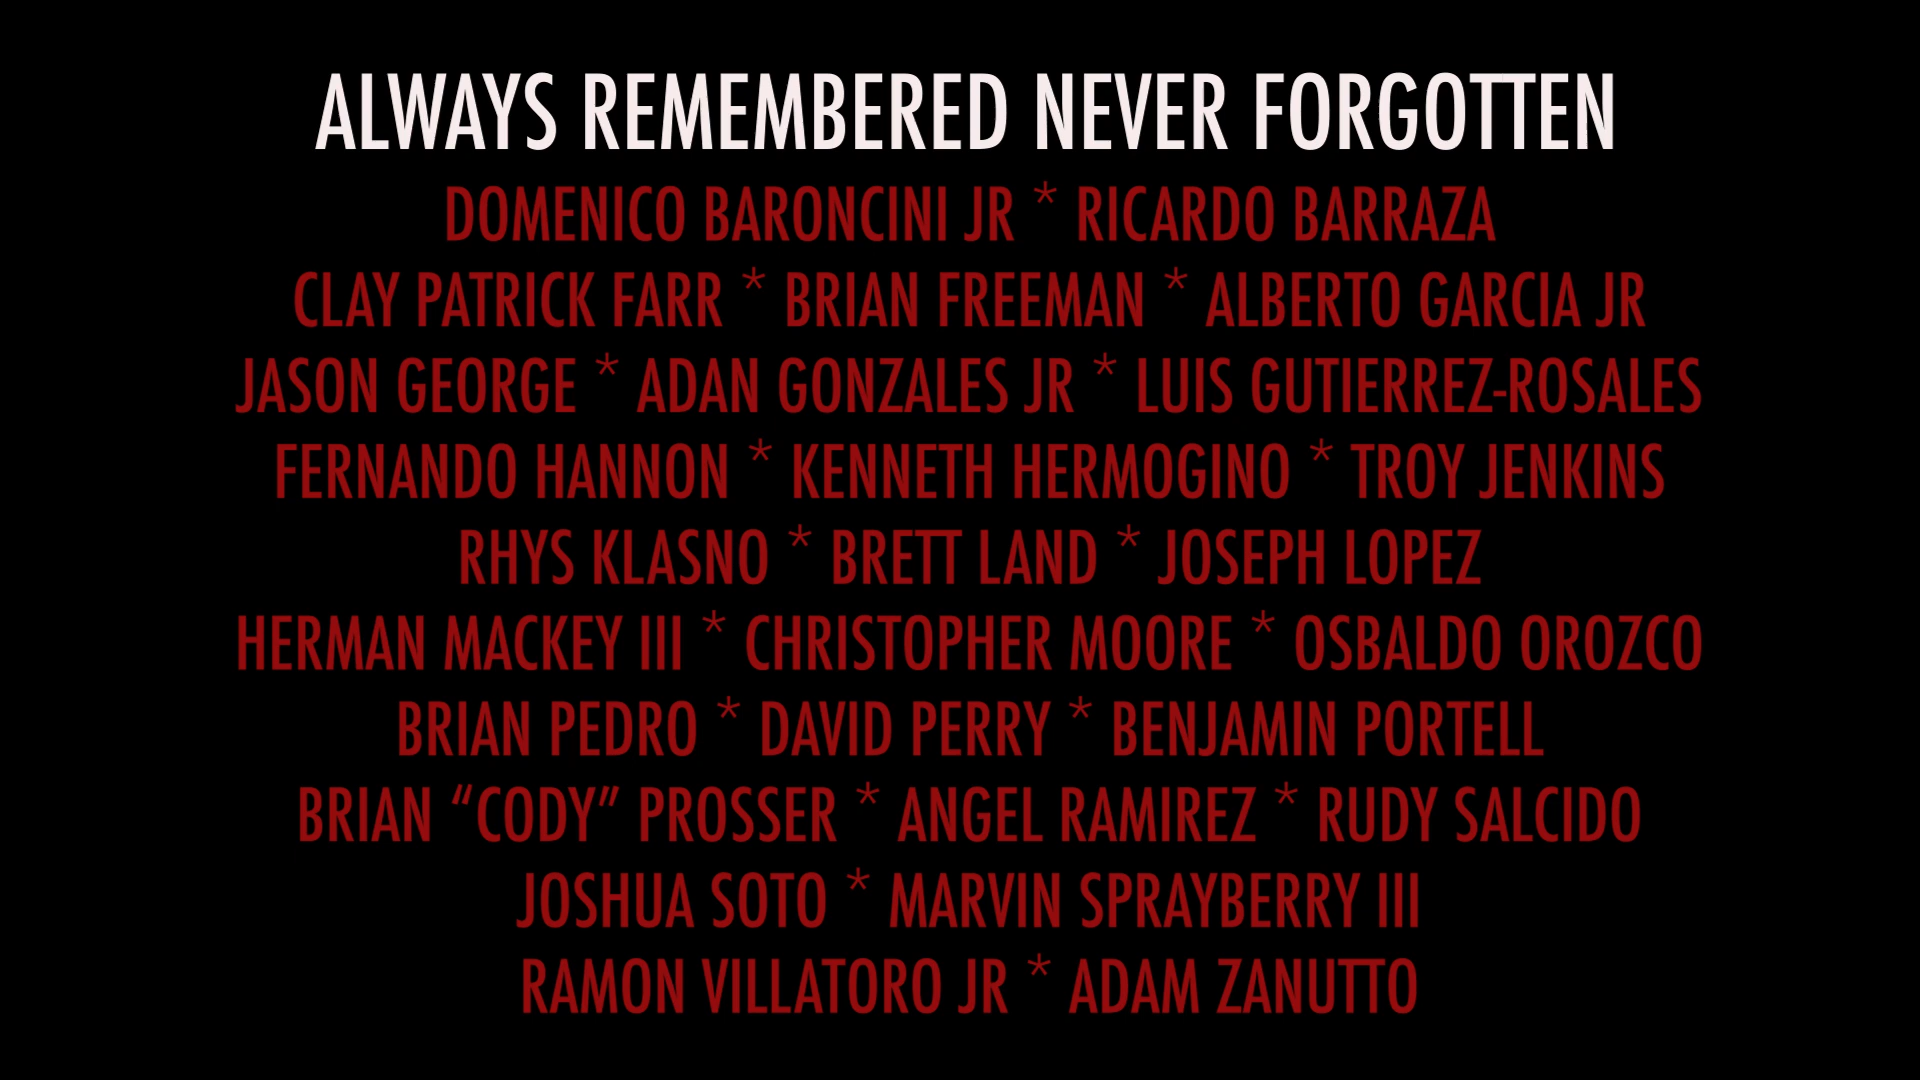 ALWAYS REMEMBERED NEVER FORGOTTEN
DOMENICO BARONCINI JR * RICARDO BARRAZA
CLAY PATRICK FARR * BRIAN FREEMAN * ALBERTO GARCIA JR
JASON GEORGE * ADAN GONZALES JR * LUIS GUTIERREZ-ROSALES
FERNANDO HANNON * KENNETH HERMOGINO * TROY JENKINS
RHYS KLASNO * BRETT LAND * JOSEPH LOPEZ
HERMAN MACKEY III * CHRISTOPHER MOORE * OSBALDO OROZCO
BRIAN PEDRO * DAVID PERRY * BENJAMIN PORTELL
BRIAN “CODY” PROSSER * ANGEL RAMIREZ * RUDY SALCIDO
JOSHUA SOTO * MARVIN SPRAYBERRY III
RAMON VILLATORO JR * ADAM ZANUTTO